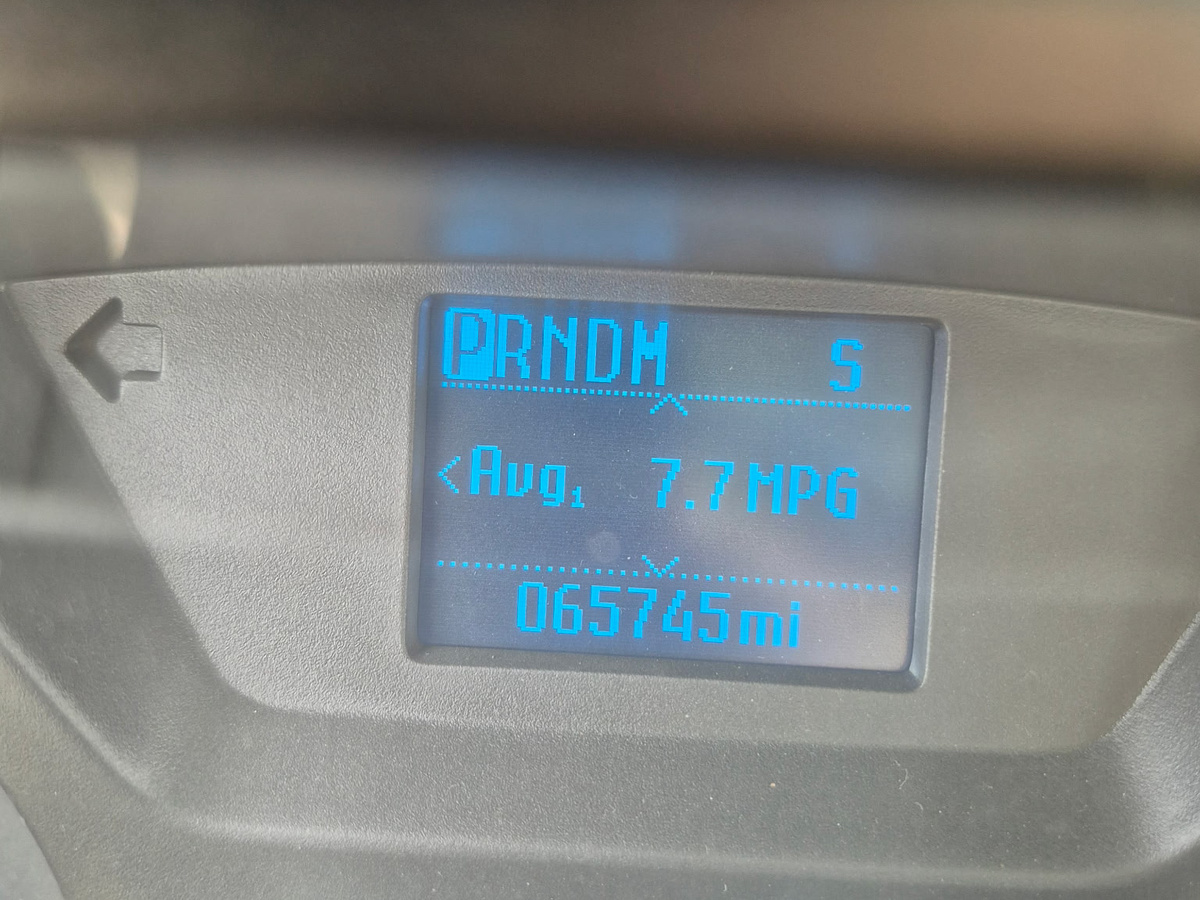 PRNDM S
<Avg1 7.7MPG
065745mi